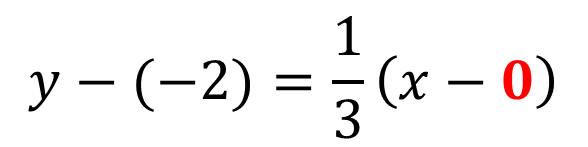 y − (−2) = 1/3 (x − 0)